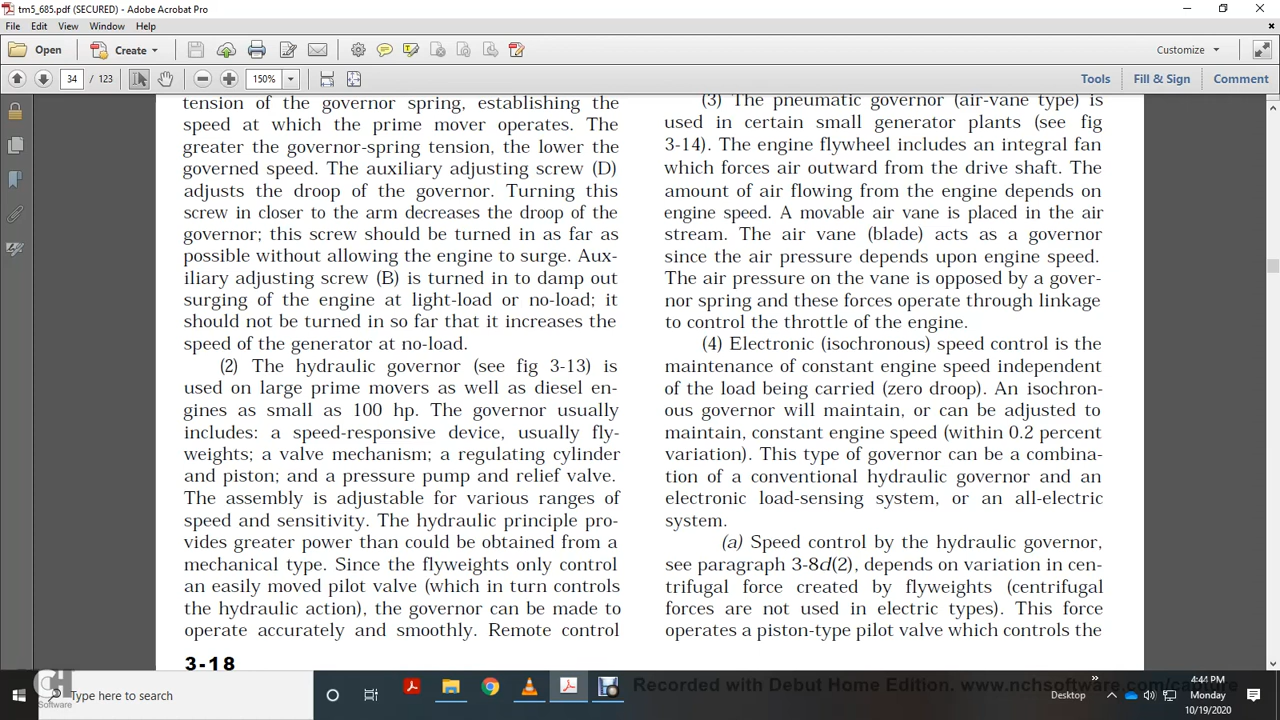 tm5_685.pdf (SECURED) - Adobe Acrobat Pro
File Edit View Window Help
Open Create Customize
34 / 123 150% Tools Fill & Sign Comment
tension of the governor spring, establishing the
speed at which the prime mover operates. The
greater the governor-spring tension, the lower the
governed speed. The auxiliary adjusting screw (D)
adjusts the droop of the governor. Turning this
screw in closer to the arm decreases the droop of the
governor; this screw should be turned in as far as
possible without allowing the engine to surge. Aux-
iliary adjusting screw (B) is turned in to damp out
surging of the engine at light-load or no-load; it
should not be turned in so far that it increases the
speed of the generator at no-load.
(2) The hydraulic governor (see fig 3-13) is
used on large prime movers as well as diesel en-
gines as small as 100 hp. The governor usually
includes: a speed-responsive device, usually fly-
weights; a valve mechanism; a regulating cylinder
and piston; and a pressure pump and relief valve.
The assembly is adjustable for various ranges of
speed and sensitivity. The hydraulic principle pro-
vides greater power than could be obtained from a
mechanical type. Since the flyweights only control
an easily moved pilot valve (which in turn controls
the hydraulic action), the governor can be made to
operate accurately and smoothly. Remote control
3-18
(3) The pneumatic governor (air-vane type) is
used in certain small generator plants (see fig
3-14). The engine flywheel includes an integral fan
which forces air outward from the drive shaft. The
amount of air flowing from the engine depends on
engine speed. A movable air vane is placed in the air
stream. The air vane (blade) acts as a governor
since the air pressure depends upon engine speed.
The air pressure on the vane is opposed by a gover-
nor spring and these forces operate through linkage
to control the throttle of the engine.
(4) Electronic (isochronous) speed control is the
maintenance of constant engine speed independent
of the load being carried (zero droop). An isochron-
ous governor will maintain, or can be adjusted to
maintain, constant engine speed (within 0.2 percent
variation). This type of governor can be a combina-
tion of a conventional hydraulic governor and an
electronic load-sensing system, or an all-electric
system.
(a) Speed control by the hydraulic governor,
see paragraph 3-8d(2), depends on variation in cen-
trifugal force created by flyweights (centrifugal
forces are not used in electric types). This force
operates a piston-type pilot valve which controls the
CH
Software
Type here to search
Recorded with Debut Home Edition. www.nchsoftware.com/capture
Desktop
4:44 PM
Monday
10/19/2020